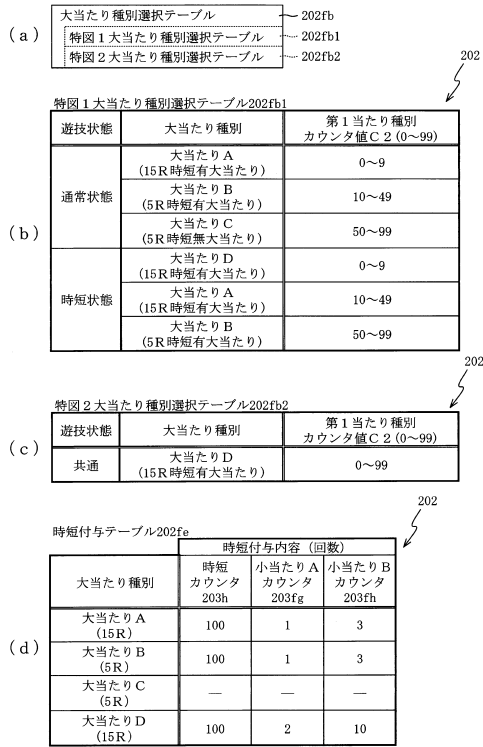 (a)
大当たり種別選択テーブル
202fb
特図1大当たり種別選択テーブル
202fb1
特図2大当たり種別選択テーブル
202fb2
202
特図1大当たり種別選択テーブル202fb1
(b)
遊技状態
大当たり種別
第1当たり種別
カウンタ値C2(0～99)
通常状態
大当たりA
(15R時短有大当たり)
0～9
大当たりB
(5R時短有大当たり)
10～49
大当たりC
(5R時短無大当たり)
50～99
時短状態
大当たりD
(15R時短有大当たり)
0～9
大当たりA
(15R時短有大当たり)
10～49
大当たりB
(5R時短有大当たり)
50～99
202
特図2大当たり種別選択テーブル202fb2
(c)
遊技状態
大当たり種別
第1当たり種別
カウンタ値C2(0～99)
共通
大当たりD
(15R時短有大当たり)
0～99
202
時短付与テーブル202fe
(d)
大当たり種別
時短付与内容(回数)
時短
カウンタ
203h
小当たりA
カウンタ
203fg
小当たりB
カウンタ
203fh
大当たりA
(15R)
100
1
3
大当たりB
(5R)
100
1
3
大当たりC
(5R)
—
—
—
大当たりD
(15R)
100
2
10